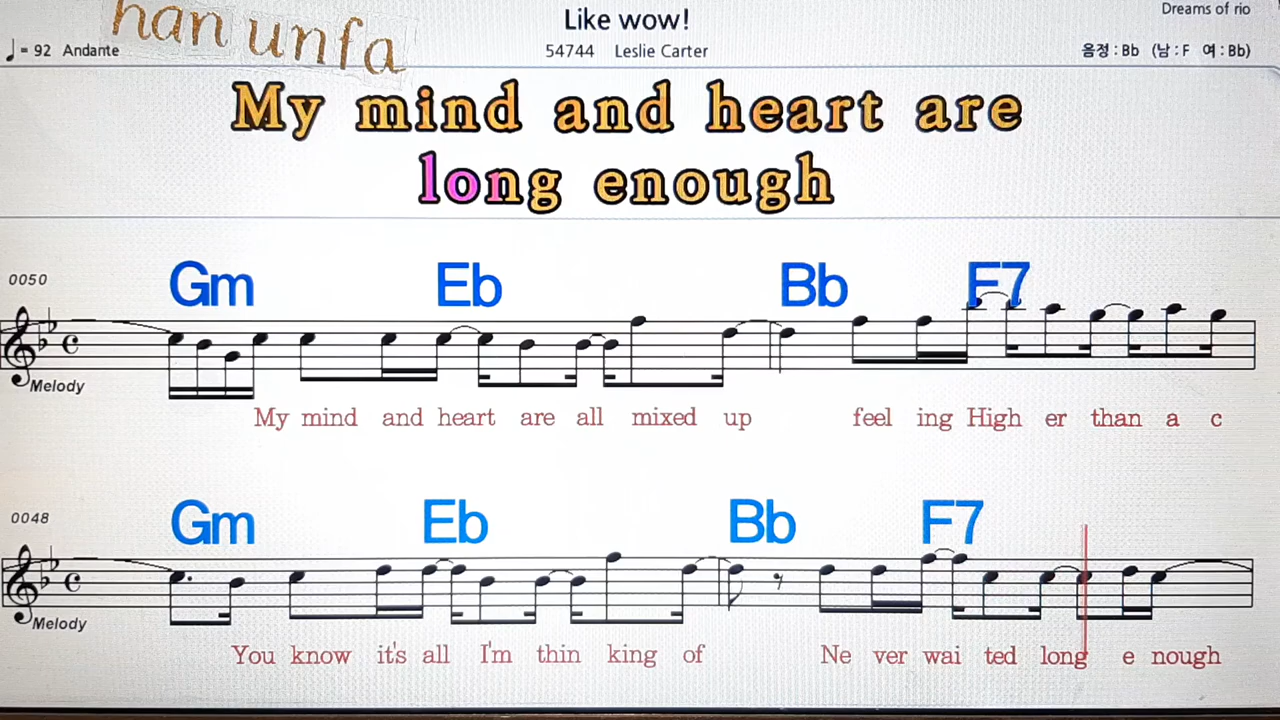 han unfa
Like wow!
Dreams of rio
♩= 92 Andante
54744 Leslie Carter
음정 : Bb (남 : F 여 : Bb)
My mind and heart are
long enough
0050
Gm Eb Bb F7
Melody
My mind and heart are all mixed up feel ing High er than a c
0048
Gm Eb Bb F7
Melody
You know it's all I'm thin king of Ne ver wai ted long e nough